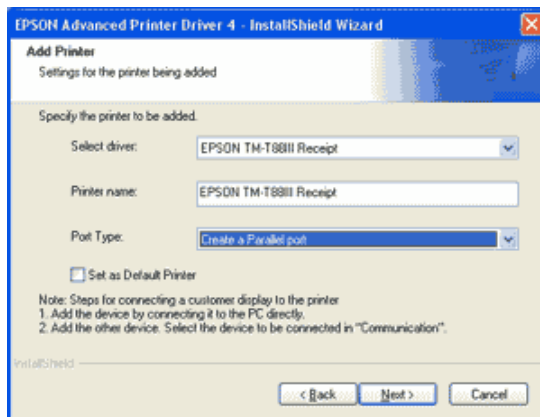 EPSON Advanced Printer Driver 4 - InstallShield Wizard
Add Printer
Settings for the printer being added
Specify the printer to be added.
Select driver: EPSON TM-T88III Receipt
Printer name: EPSON TM-T88III Receipt
Port Type: Create a Parallel port
Set as Default Printer
Note: Steps for connecting a customer display to the printer
1. Add the device by connecting it to the PC directly.
2. Add the other device. Select the device to be connected in "Communication".
InstallShield
< Back Next > Cancel